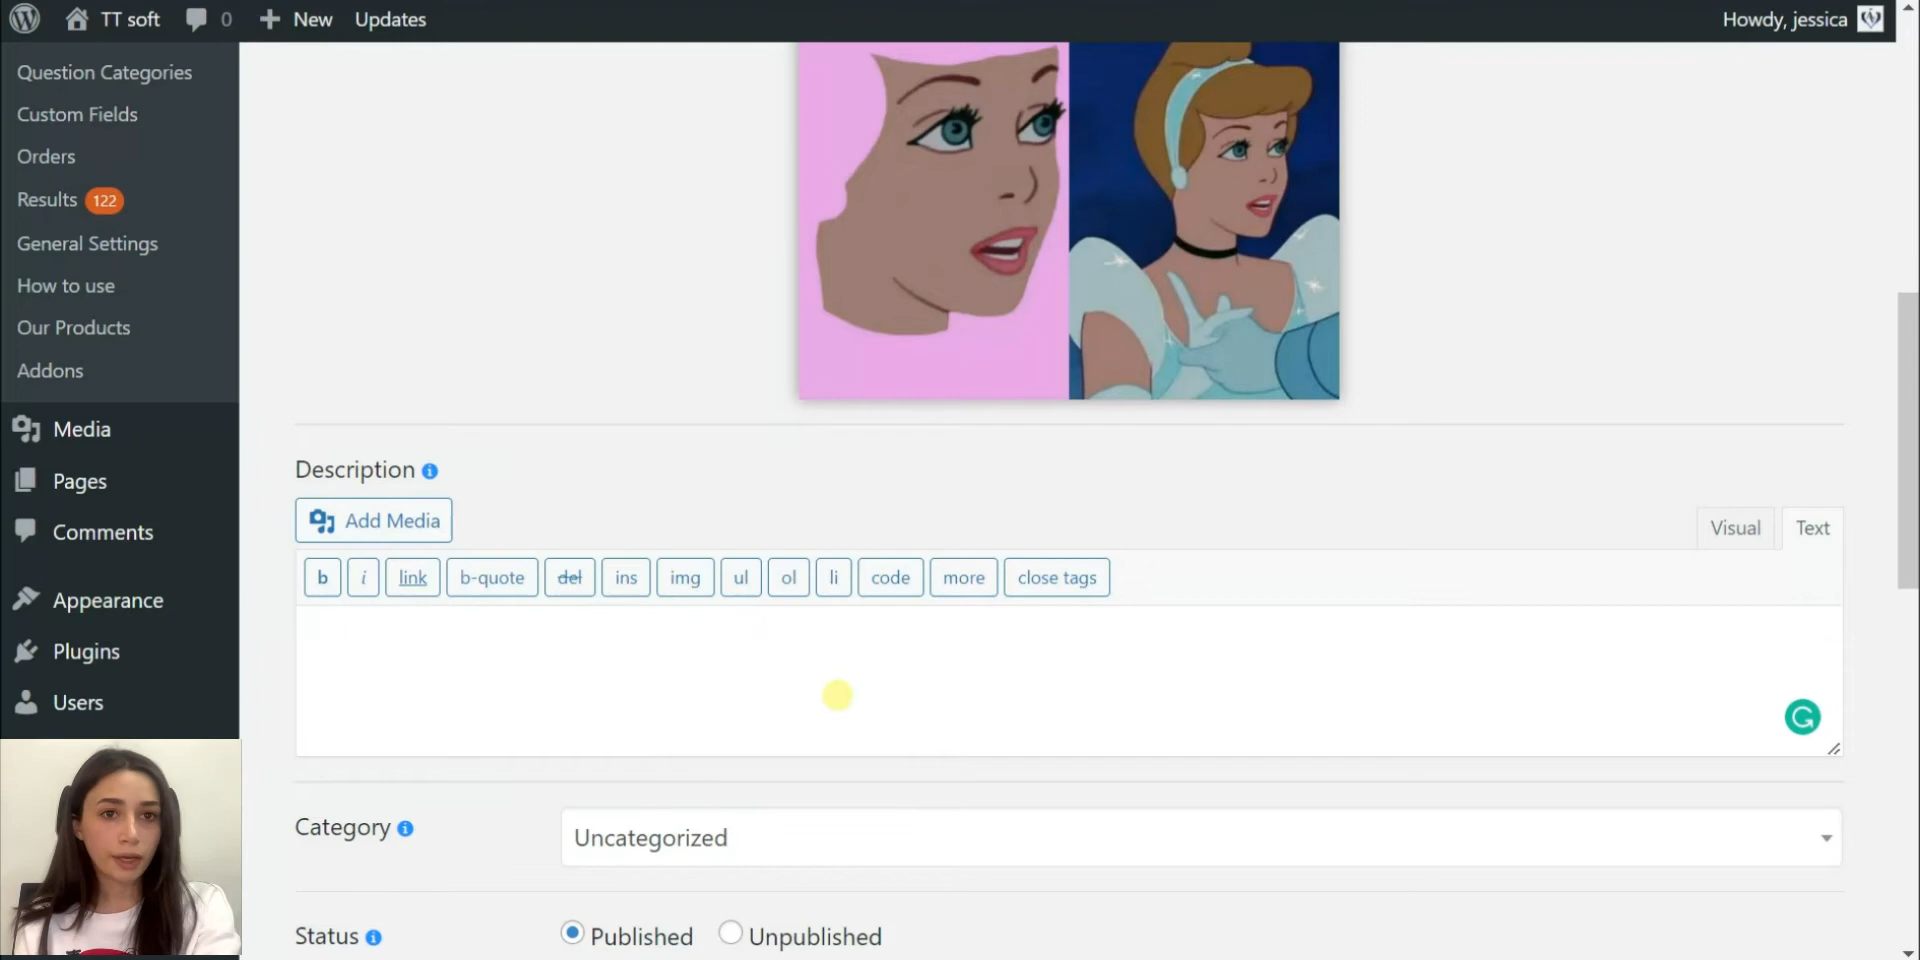 TT soft 0 New Updates Howdy, jessica
Question Categories
Custom Fields
Orders
Results 122
General Settings
How to use
Our Products
Addons
Media
Pages
Comments
Appearance
Plugins
Users
Description
Add Media
Visual Text
b i link b-quote del ins img ul ol li code more close tags
Category Uncategorized
Status Published Unpublished